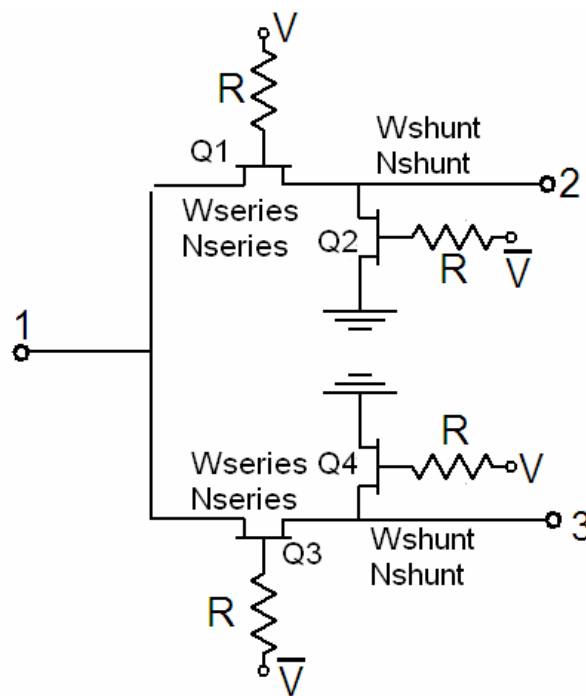 V
R
Q1
Wshunt
Nshunt
2
Wseries
Nseries
Q2
R
V̅
1
Wseries
Nseries
Q4
R
V
3
Q3
Wshunt
Nshunt
R
V̅